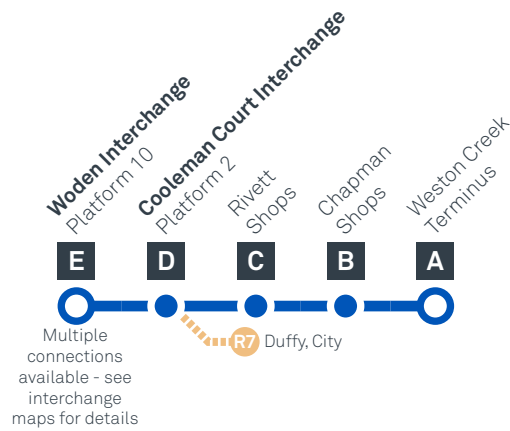 Woden Interchange
Platform 10
Cooleman Court Interchange
Platform 2
Rivett
Shops
Chapman
Shops
Weston Creek
Terminus
E
D
C
B
A
R7 Duffy, City
Multiple
connections
available - see
interchange
maps for details